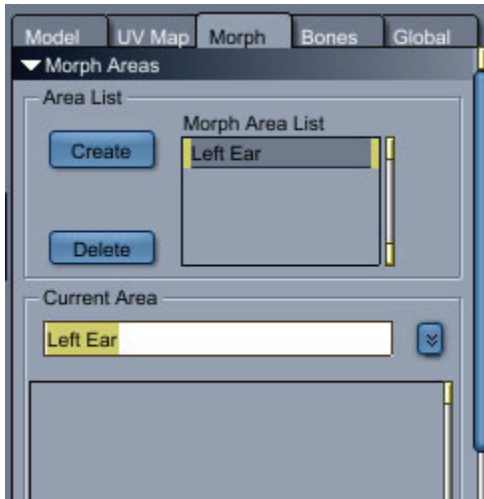 Model UV Map Morph Bones Global
Morph Areas
Area List
Morph Area List
Create
Left Ear
Delete
Current Area
Left Ear